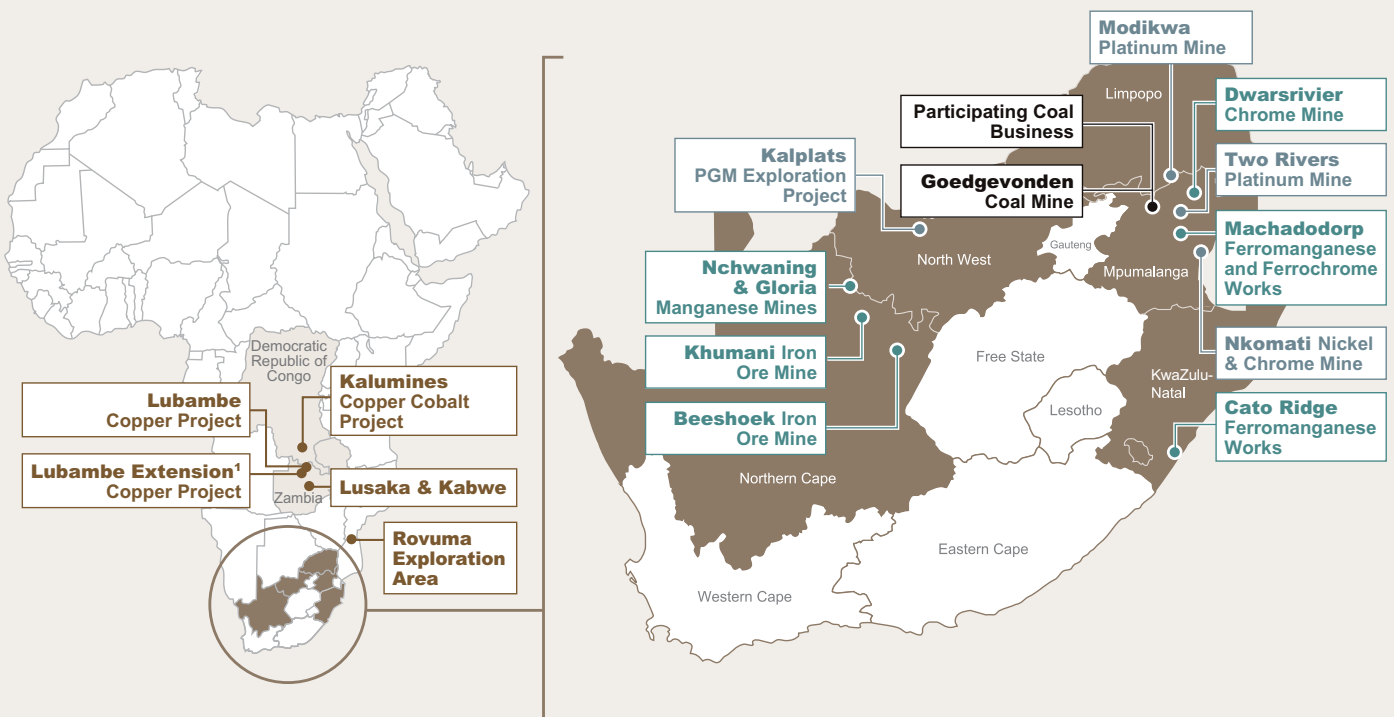 Democratic
Republic of
Congo
Kalumines
Copper Cobalt
Project
Lubambe
Copper Project
Lubambe Extension¹
Copper Project
Zambia
Lusaka & Kabwe
Rovuma
Exploration
Area
Modikwa
Platinum Mine
Limpopo
Participating Coal
Business
Dwarsrivier
Chrome Mine
Kalplats
PGM Exploration
Project
Goedgevonden
Coal Mine
Two Rivers
Platinum Mine
Gauteng
North West
Mpumalanga
Machadodorp
Ferromanganese
and Ferrochrome
Works
Nchwaning
& Gloria
Manganese Mines
Khumani Iron
Ore Mine
Free State
Nkomati Nickel
& Chrome Mine
KwaZulu-
Natal
Lesotho
Beeshoek Iron
Ore Mine
Cato Ridge
Ferromanganese
Works
Northern Cape
Eastern Cape
Western Cape